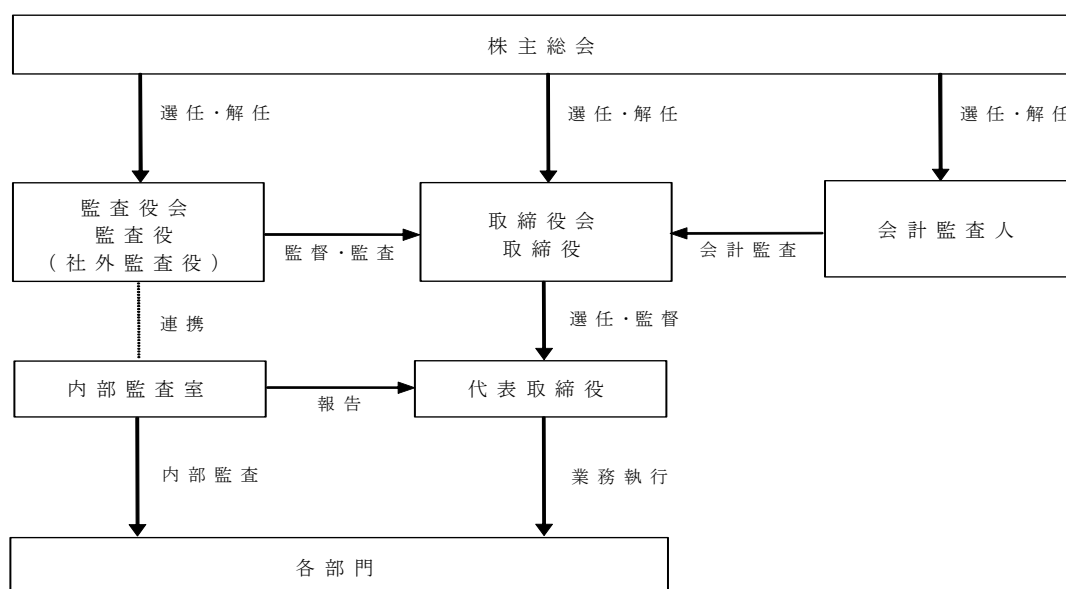 株主総会
選任・解任
選任・解任
選任・解任
監査役会
監査役
(社外監査役)
監督・監査
取締役会
取締役
会計監査
会計監査人
連携
選任・監督
内部監査室
報告
代表取締役
内部監査
業務執行
各部門